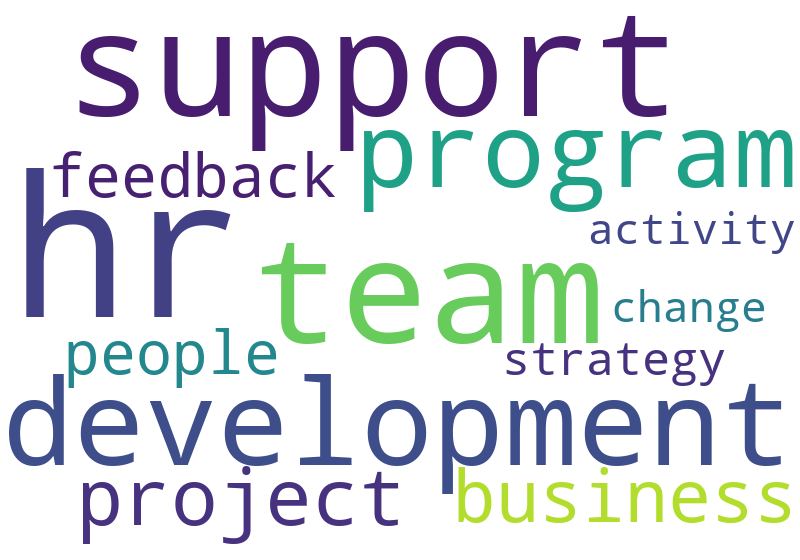 support
program
feedback
hr
activity
team
change
people
strategy
development
project
business